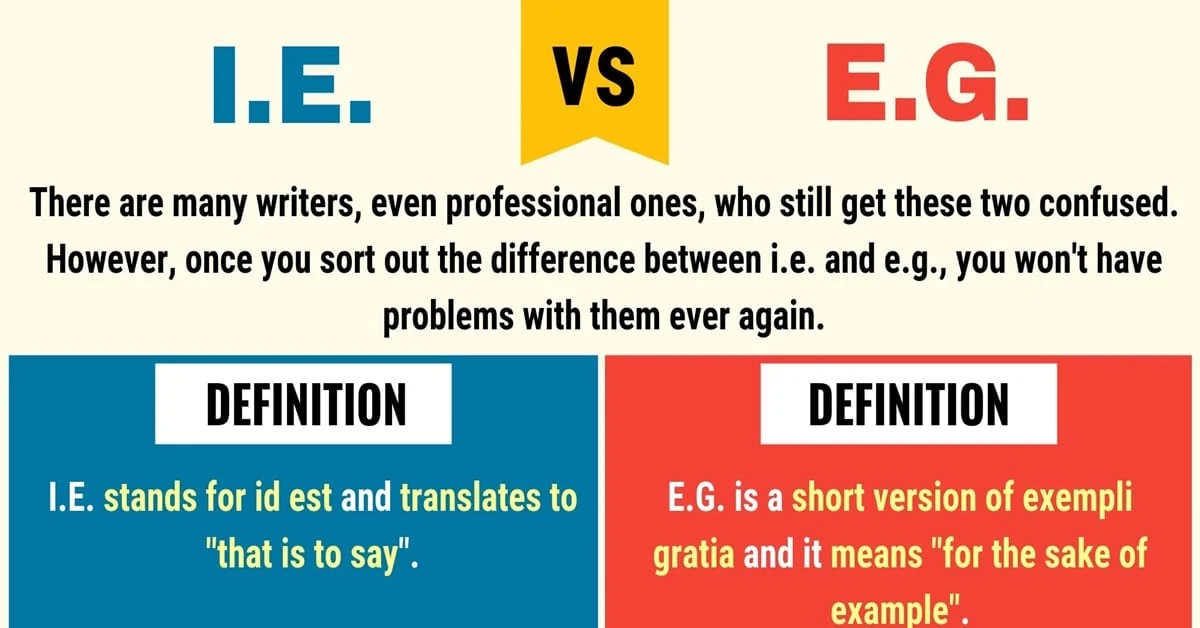 I.E.
VS
E.G.
There are many writers, even professional ones, who still get these two confused.
However, once you sort out the difference between i.e. and e.g., you won't have
problems with them ever again.
DEFINITION
I.E. stands for id est and translates to
"that is to say".
DEFINITION
E.G. is a short version of exempli
gratia and it means "for the sake of
example".